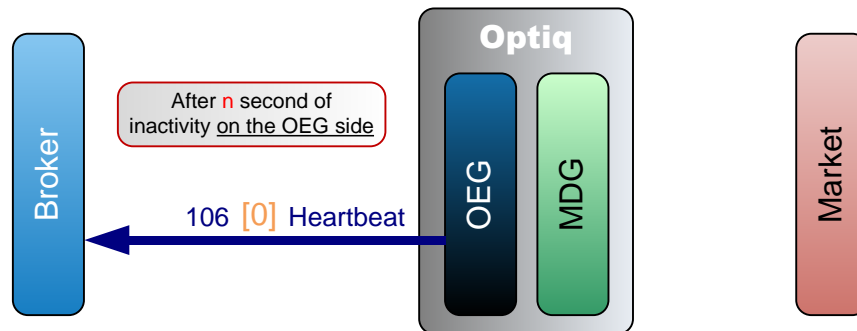 Optiq
After n second of
inactivity on the OEG side
Broker
106 [0] Heartbeat
OEG
MDG
Market